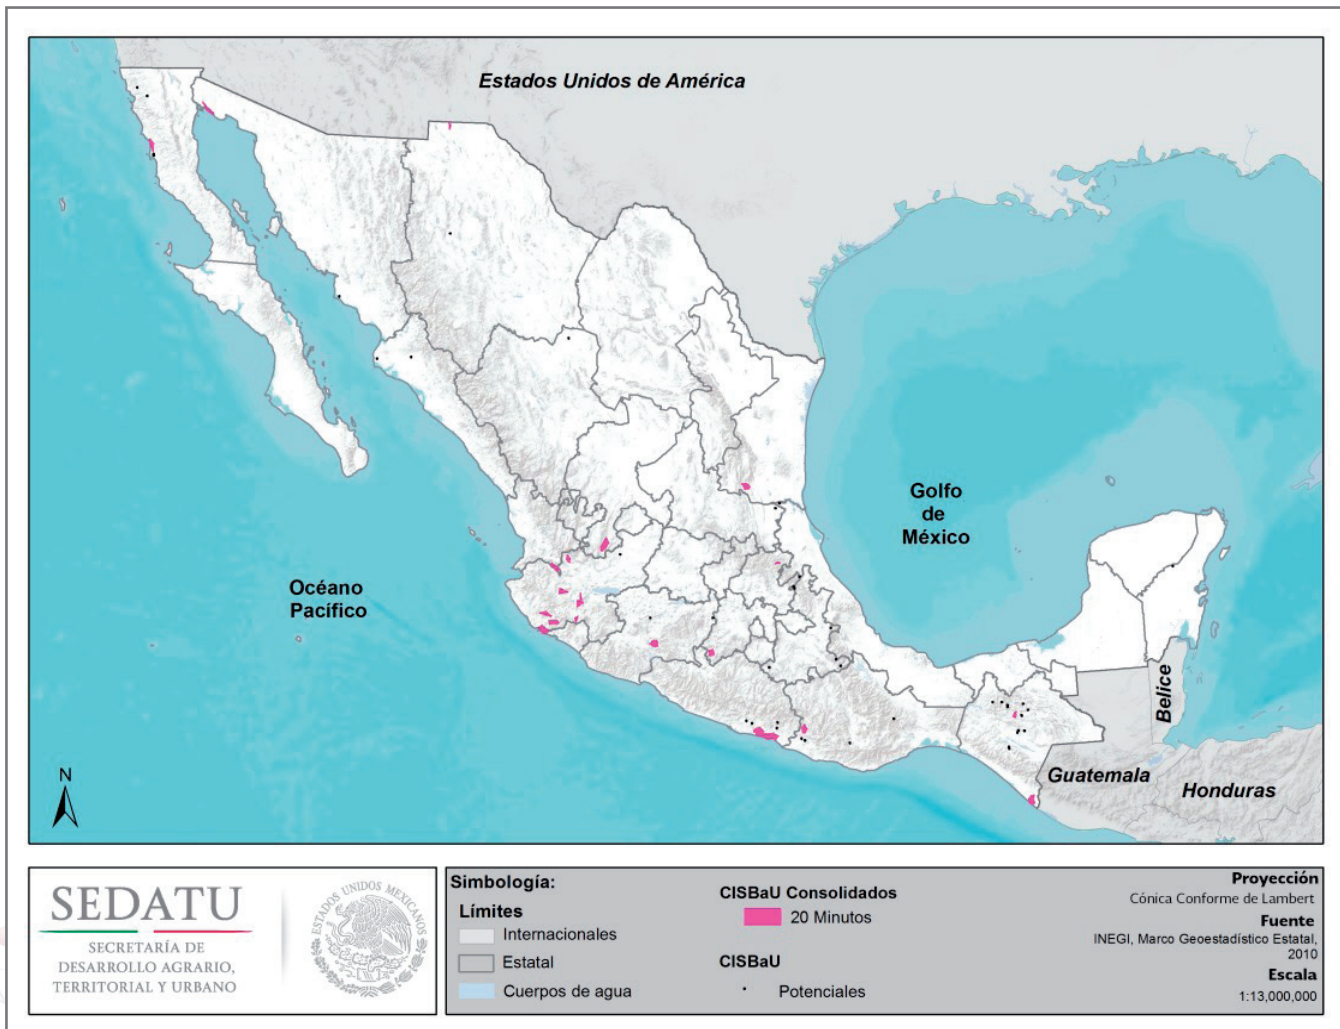 Estados Unidos de América
Golfo
de
México
Océano
Pacífico
Belice
Guatemala
Honduras
N
SEDATU
SECRETARÍA DE
DESARROLLO AGRARIO,
TERRITORIAL Y URBANO
ESTADOS UNIDOS MEXICANOS
Simbología:
Límites
Internacionales
Estatal
Cuerpos de agua
CISBaU Consolidados
20 Minutos
CISBaU
Potenciales
Proyección
Cónica Conforme de Lambert
Fuente
INEGI, Marco Geoestadístico Estatal,
2010
Escala
1:13,000,000